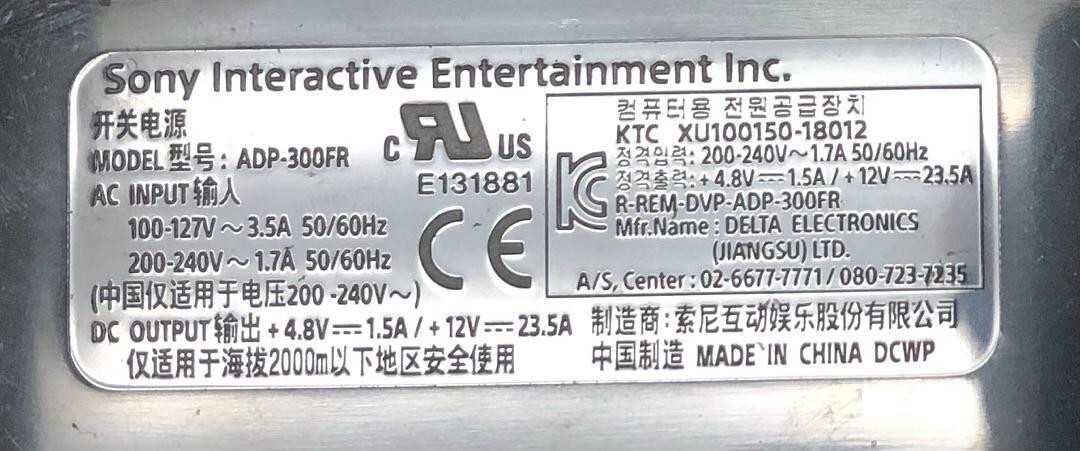 Sony Interactive Entertainment Inc.
开关电源
MODEL 型号: ADP-300FR
AC INPUT 输入
100-127V～3.5A 50/60Hz
200-240V～1.7A 50/60Hz
(中国仅适用于电压200-240V～)
DC OUTPUT 输出 +4.8V⎓1.5A / +12V⎓23.5A
仅适用于海拔2000m以下地区安全使用
C RU US
E131881
CE
컴퓨터용 전원공급장치
KTC XU100150-18012
정격입력: 200-240V～1.7A 50/60Hz
정격출력: +4.8V⎓1.5A / +12V⎓23.5A
R-REM-DVP-ADP-300FR
Mfr.Name : DELTA ELECTRONICS
(JIANGSU) LTD.
A/S, Center : 02-6677-7771 / 080-723-7235
KC
制造商: 索尼互动娱乐股份有限公司
中国制造 MADE IN CHINA DCWP